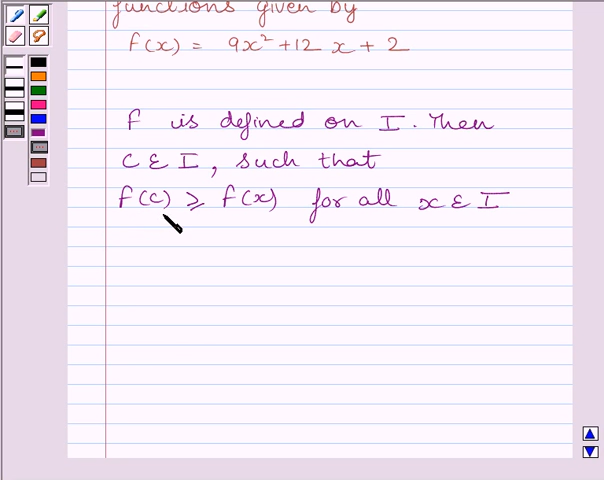 functions given by
f(x) = 9x² + 12 x + 2
f is defined on I. Then
C ε I, such that
f(c) ⩾ f(x) for all x ε I